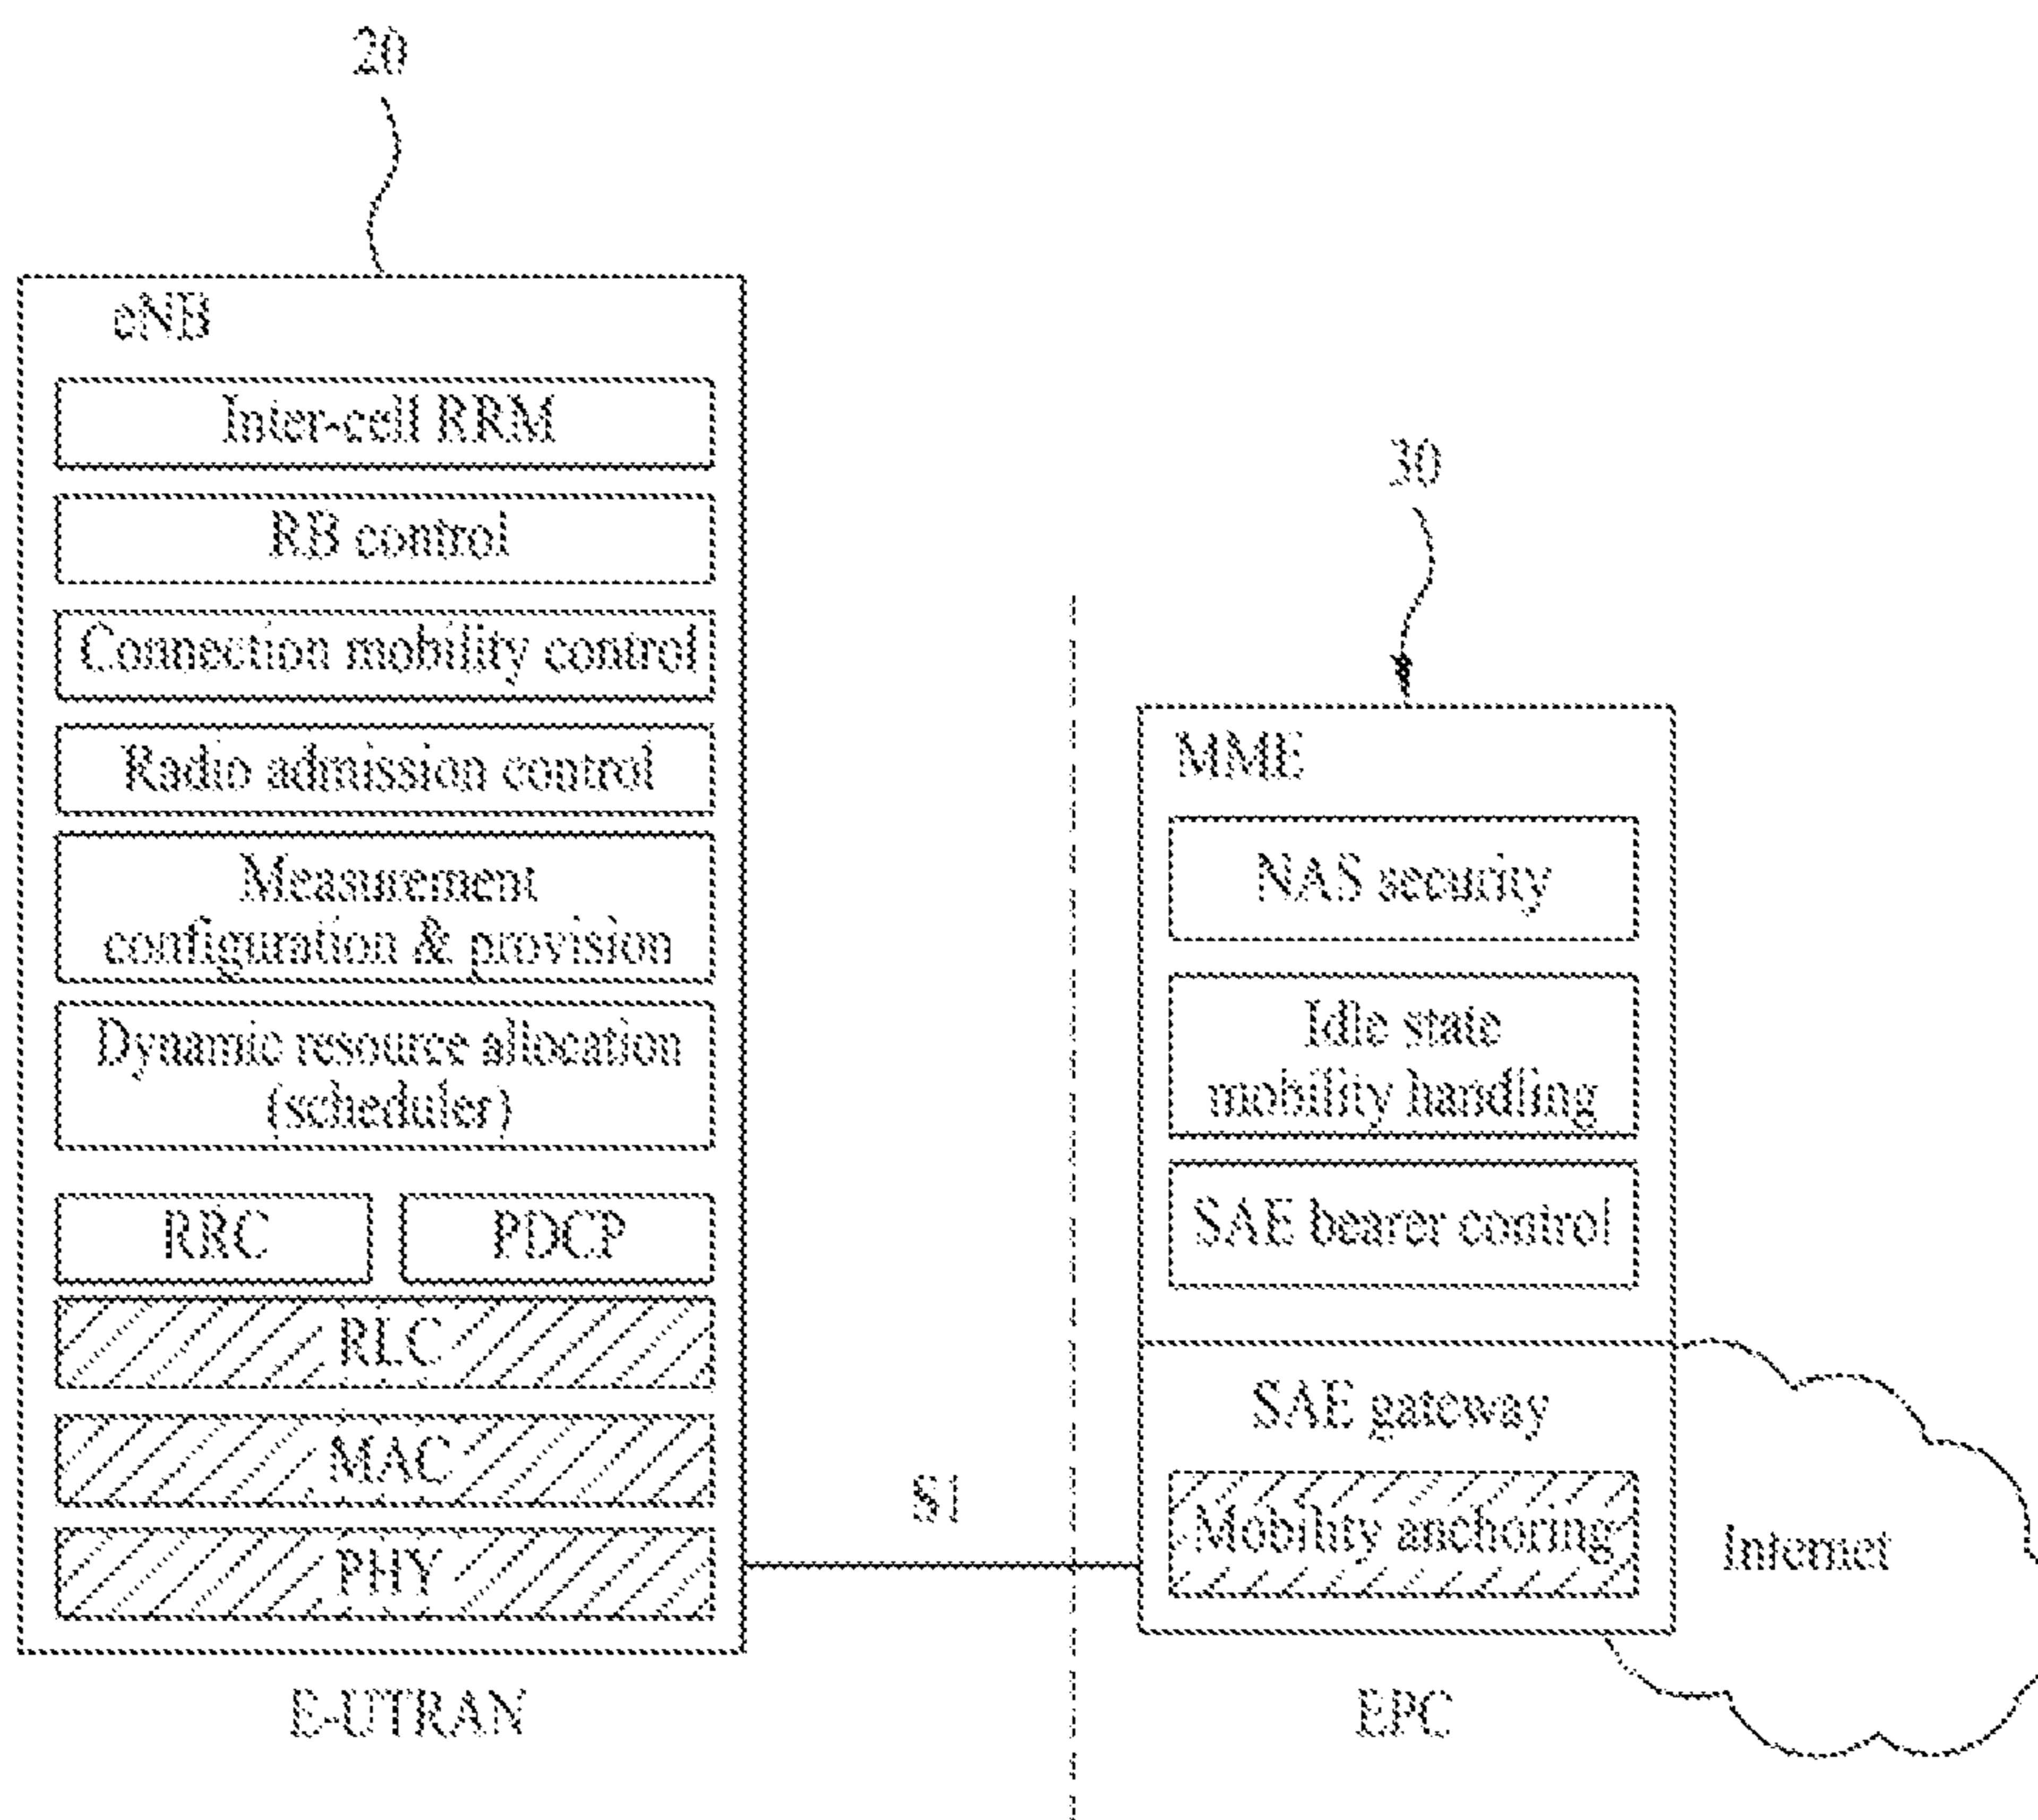 20
eNB
Inter-cell RRM
RB control
Connection mobility control
Radio admission control
Measurement
configuration & provision
Dynamic resource allocation
(scheduler)
RRC
PDCP
RLC
MAC
PHY
E-UTRAN
S1
30
MME
NAS security
Idle state
mobility handling
SAE bearer control
SAE gateway
Mobility anchoring
EPC
Internet